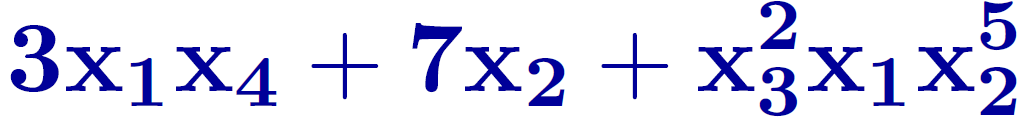 3x₁x₄ + 7x₂ + x₃²x₁x₂⁵